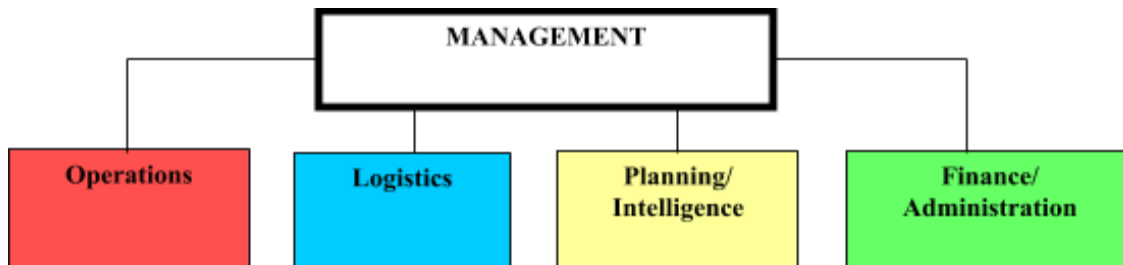 MANAGEMENT
Operations
Logistics
Planning/
Intelligence
Finance/
Administration